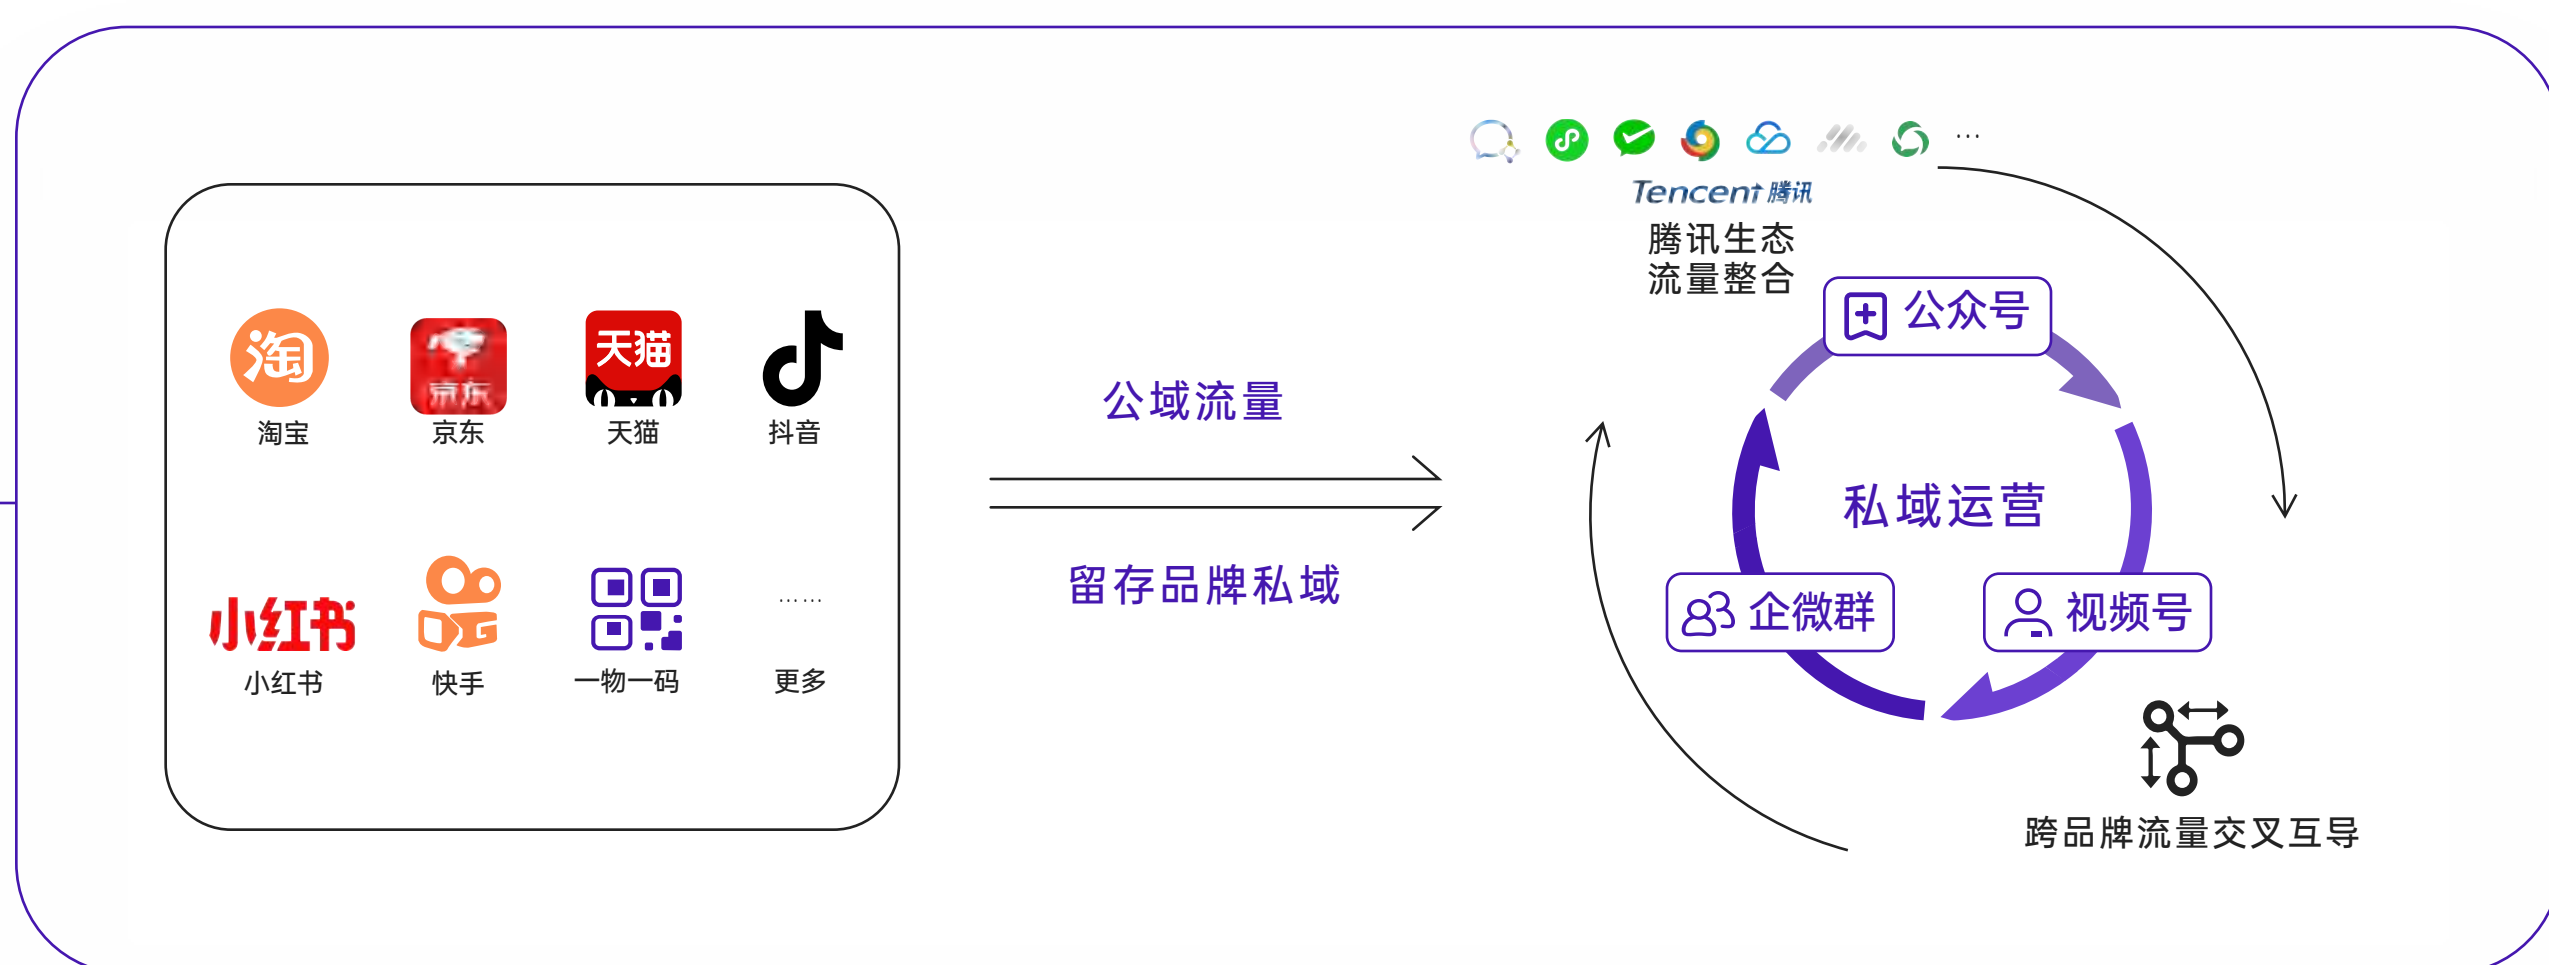 淘
京东
天猫
淘宝
京东
天猫
抖音
小红书
小红书
快手
一物一码
……
更多
公域流量
留存品牌私域
...
Tencent 腾讯
腾讯生态
流量整合
公众号
私域运营
企微群
视频号
跨品牌流量交叉互导